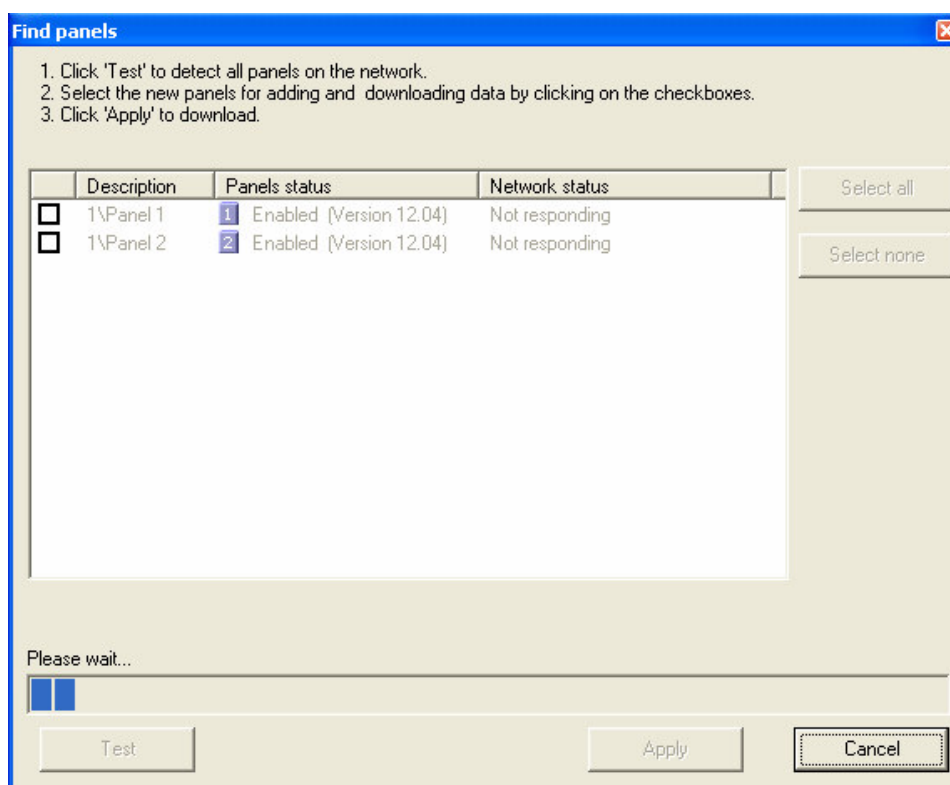 Find panels
1. Click 'Test' to detect all panels on the network.
2. Select the new panels for adding and  downloading data by clicking on the checkboxes.
3. Click 'Apply' to download.
Description Panels status Network status
Select all
1\Panel 1 1 Enabled (Version 12.04) Not responding
1\Panel 2 2 Enabled (Version 12.04) Not responding
Select none
Please wait...
Test Apply Cancel